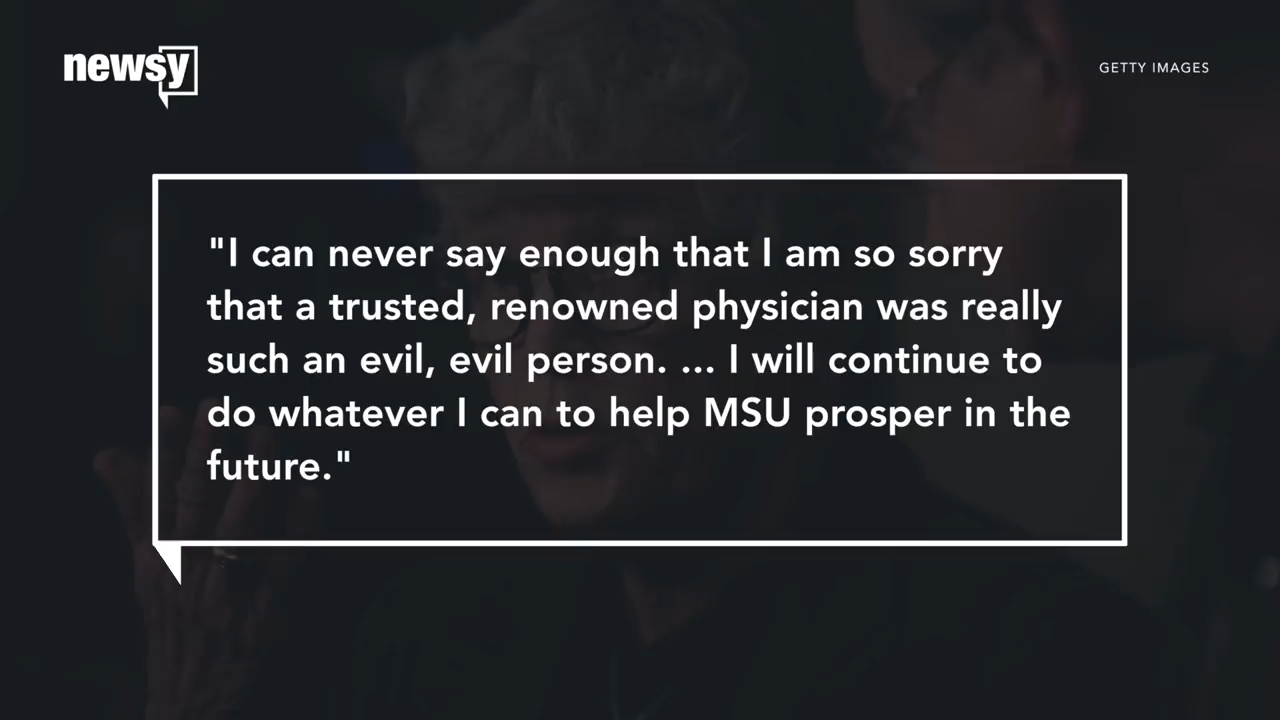 newsy
GETTY IMAGES
"I can never say enough that I am so sorry
that a trusted, renowned physician was really
such an evil, evil person. ... I will continue to
do whatever I can to help MSU prosper in the
future."